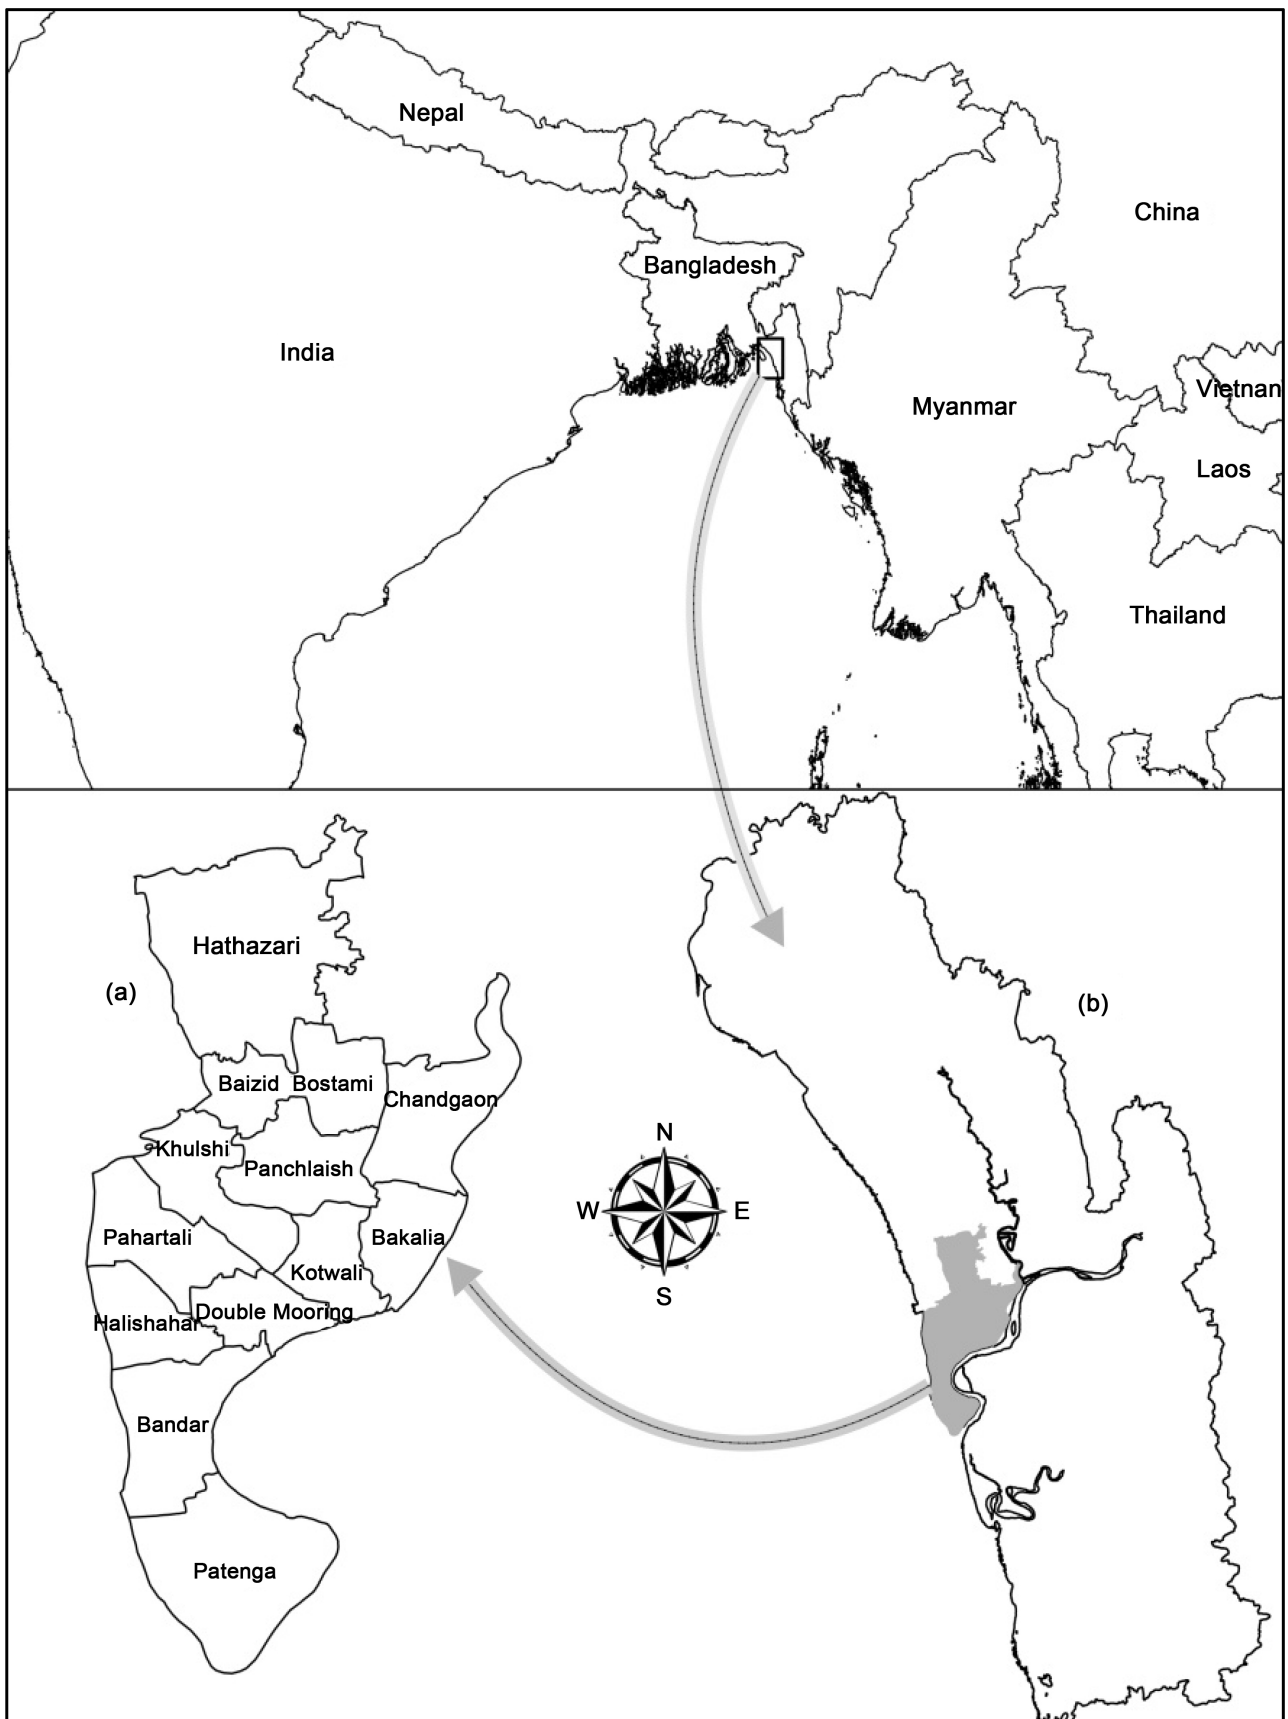 Nepal
China
Bangladesh
India
Vietnan
Myanmar
Laos
Thailand
Hathazari
(a)
(b)
Baizid Bostami
Chandgaon
Khulshi
Panchlaish
N
W E
S
Pahartali
Bakalia
Kotwali
Double Mooring
Halishahar
Bandar
Patenga